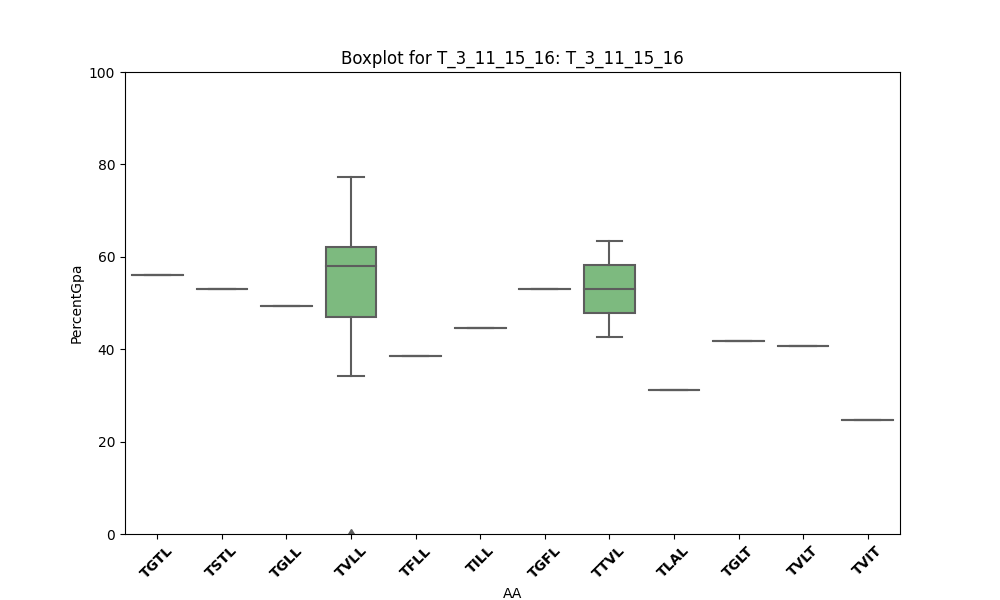 Boxplot for T_3_11_15_16: T_3_11_15_16
PercentGpa
100
80
60
40
20
0
TGTL TSTL TGLL TVLL TFLL TILL TGFL TTVL TLAL TGLT TVLT TVIT
AA